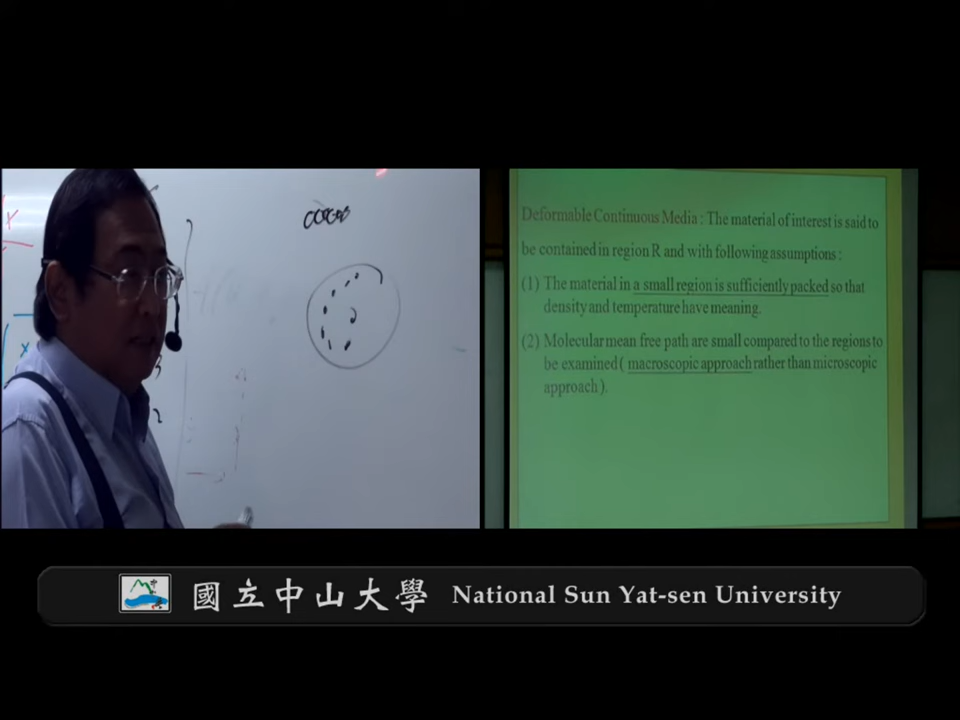 Deformable Continuous Media : The material of interest is said to
be contained in region R and with following assumptions :
(1) The material in a small region is sufficiently packed so that
density and temperature have meaning.
(2) Molecular mean free path are small compared to the regions to
be examined ( macroscopic approach rather than microscopic
approach ).
國立中山大學 National Sun Yat-sen University